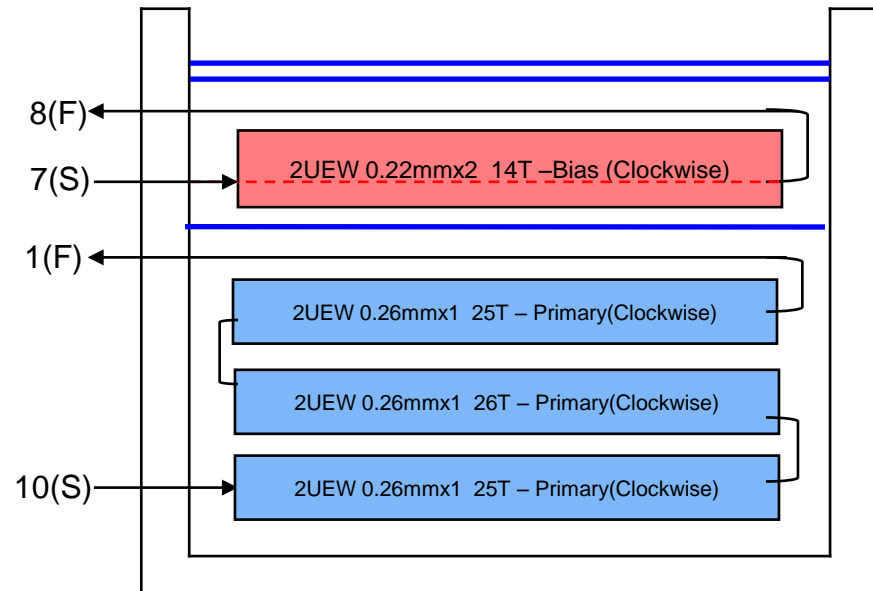 8(F)
2UEW 0.22mmx2 14T –Bias (Clockwise)
7(S)
1(F)
2UEW 0.26mmx1 25T – Primary(Clockwise)
2UEW 0.26mmx1 26T – Primary(Clockwise)
10(S)
2UEW 0.26mmx1 25T – Primary(Clockwise)